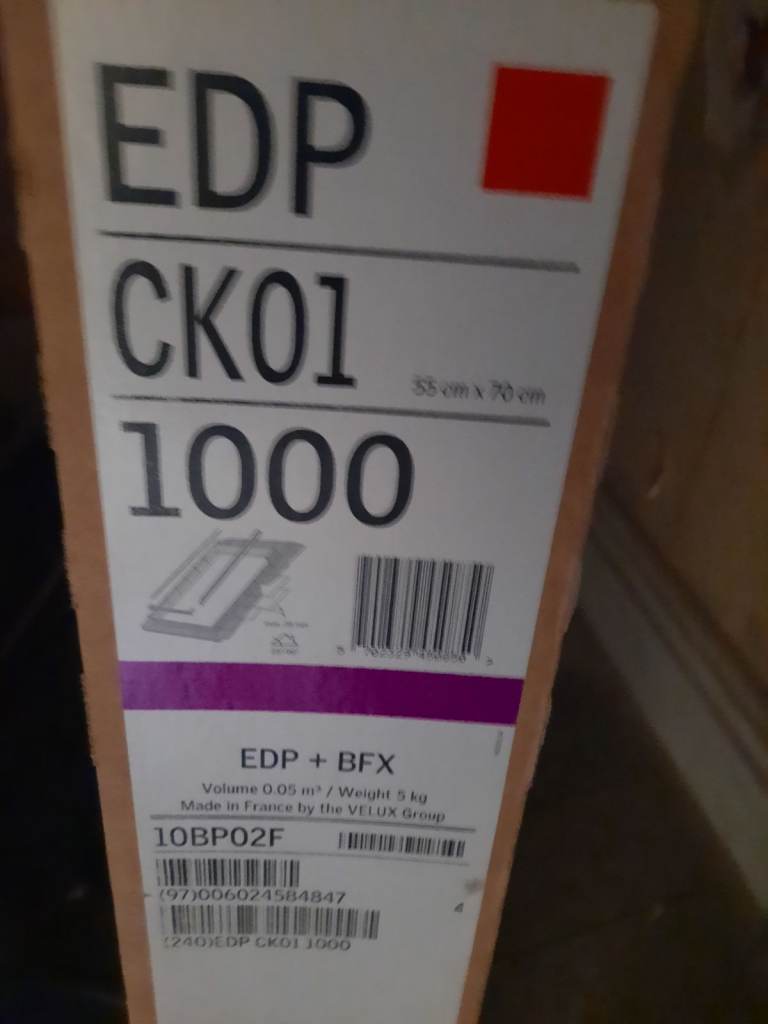 EDP
CK01
55 cm x 70 cm
1000
EDP + BFX
Volume 0.05 m³ / Weight 5 kg
Made in France by the VELUX Group
10BP02F
(97)006024584847
4
(240)EDP CK01 1000